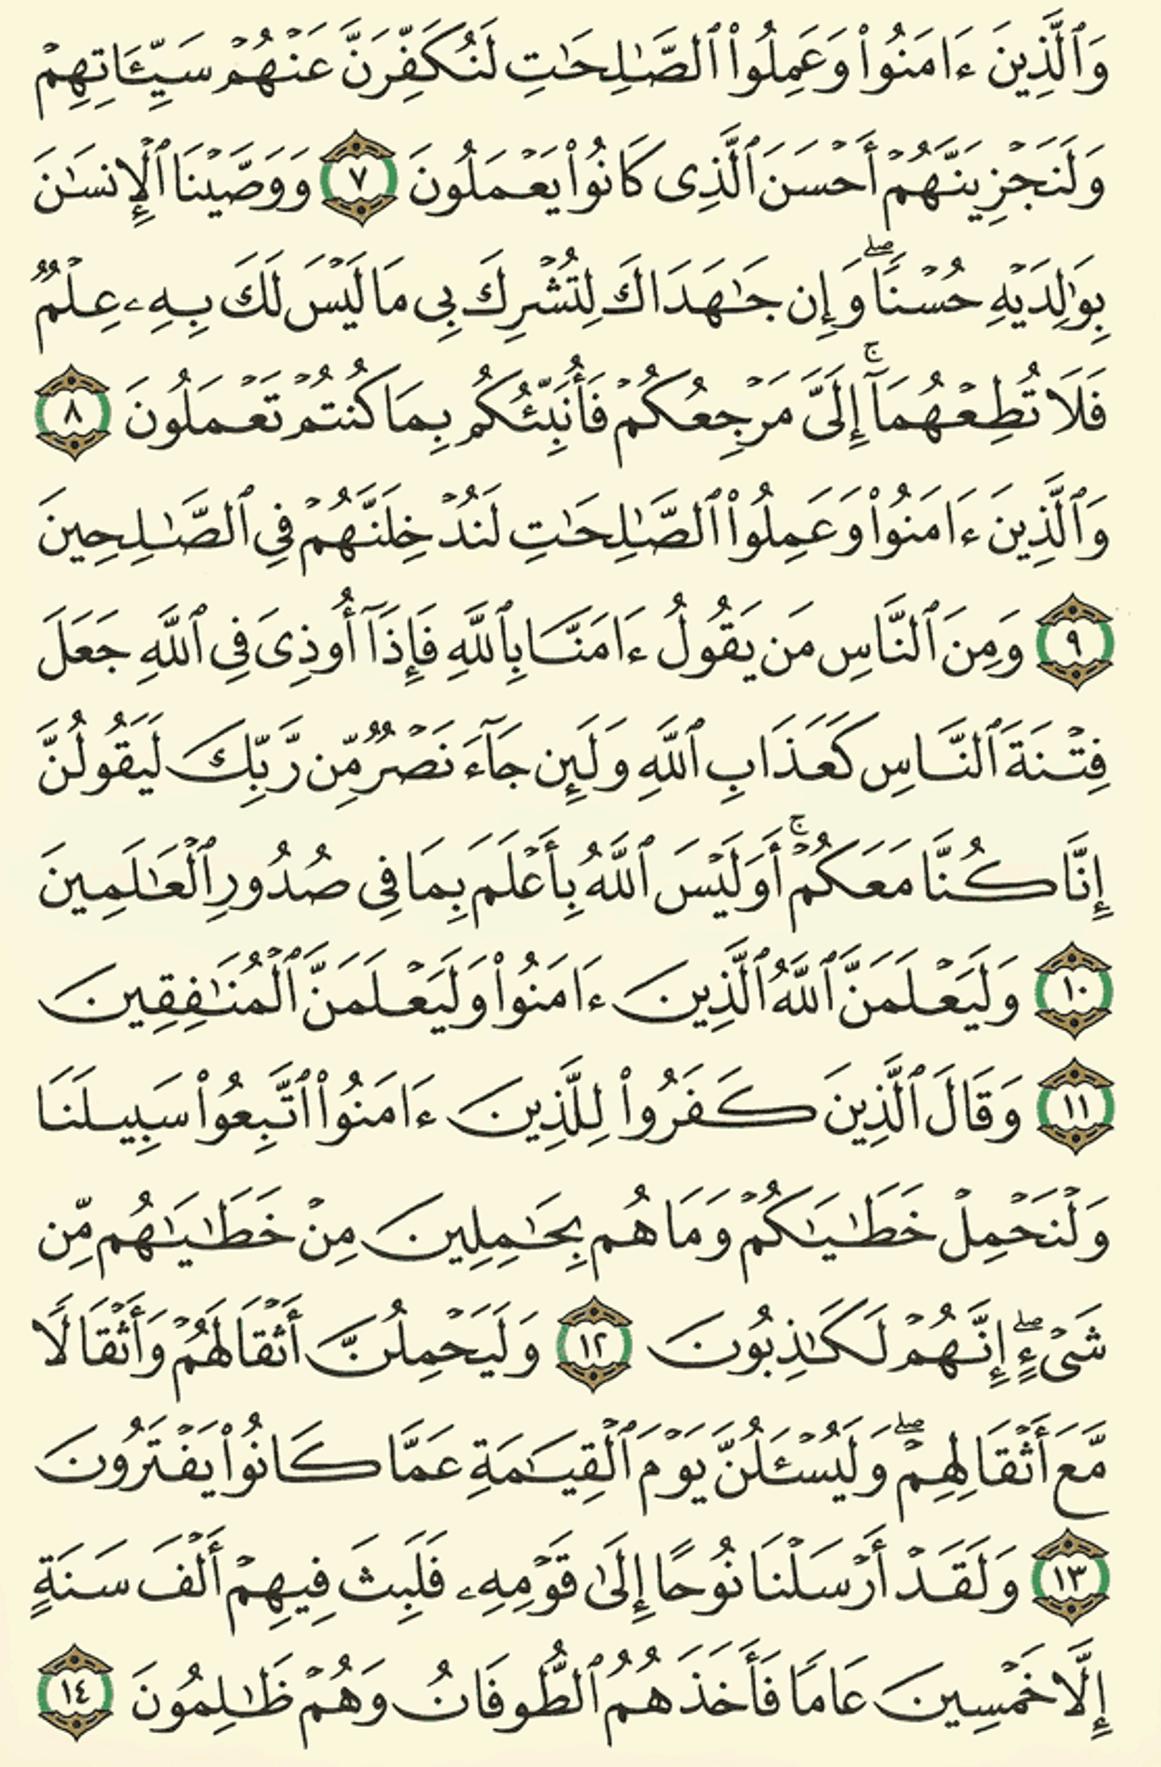 وَٱلَّذِينَ ءَامَنُوا۟ وَعَمِلُوا۟ ٱلصَّـٰلِحَـٰتِ لَنُكَفِّرَنَّ عَنْهُمْ سَيِّـَٔاتِهِمْ
وَلَنَجْزِيَنَّهُمْ أَحْسَنَ ٱلَّذِى كَانُوا۟ يَعْمَلُونَ ٧ وَوَصَّيْنَا ٱلْإِنسَـٰنَ
بِوَٰلِدَيْهِ حُسْنًا ۖ وَإِن جَـٰهَدَاكَ لِتُشْرِكَ بِى مَا لَيْسَ لَكَ بِهِۦ عِلْمٌ
فَلَا تُطِعْهُمَآ ۚ إِلَىَّ مَرْجِعُكُمْ فَأُنَبِّئُكُم بِمَا كُنتُمْ تَعْمَلُونَ ٨
وَٱلَّذِينَ ءَامَنُوا۟ وَعَمِلُوا۟ ٱلصَّـٰلِحَـٰتِ لَنُدْخِلَنَّهُمْ فِى ٱلصَّـٰلِحِينَ
٩ وَمِنَ ٱلنَّاسِ مَن يَقُولُ ءَامَنَّا بِٱللَّهِ فَإِذَآ أُوذِىَ فِى ٱللَّهِ جَعَلَ
فِتْنَةَ ٱلنَّاسِ كَعَذَابِ ٱللَّهِ وَلَئِن جَآءَ نَصْرٌ مِّن رَّبِّكَ لَيَقُولُنَّ
إِنَّا كُنَّا مَعَكُمْ ۚ أَوَلَيْسَ ٱللَّهُ بِأَعْلَمَ بِمَا فِى صُدُورِ ٱلْعَـٰلَمِينَ
١٠ وَلَيَعْلَمَنَّ ٱللَّهُ ٱلَّذِينَ ءَامَنُوا۟ وَلَيَعْلَمَنَّ ٱلْمُنَـٰفِقِينَ
١١ وَقَالَ ٱلَّذِينَ كَفَرُوا۟ لِلَّذِينَ ءَامَنُوا۟ ٱتَّبِعُوا۟ سَبِيلَنَا
وَلْنَحْمِلْ خَطَـٰيَـٰكُمْ وَمَا هُم بِحَـٰمِلِينَ مِنْ خَطَـٰيَـٰهُم مِّن
شَىْءٍ ۖ إِنَّهُمْ لَكَـٰذِبُونَ ١٢ وَلَيَحْمِلُنَّ أَثْقَالَهُمْ وَأَثْقَالًا
مَّعَ أَثْقَالِهِمْ ۖ وَلَيُسْـَٔلُنَّ يَوْمَ ٱلْقِيَـٰمَةِ عَمَّا كَانُوا۟ يَفْتَرُونَ
١٣ وَلَقَدْ أَرْسَلْنَا نُوحًا إِلَىٰ قَوْمِهِۦ فَلَبِثَ فِيهِمْ أَلْفَ سَنَةٍ
إِلَّا خَمْسِينَ عَامًا فَأَخَذَهُمُ ٱلطُّوفَانُ وَهُمْ ظَـٰلِمُونَ ١٤